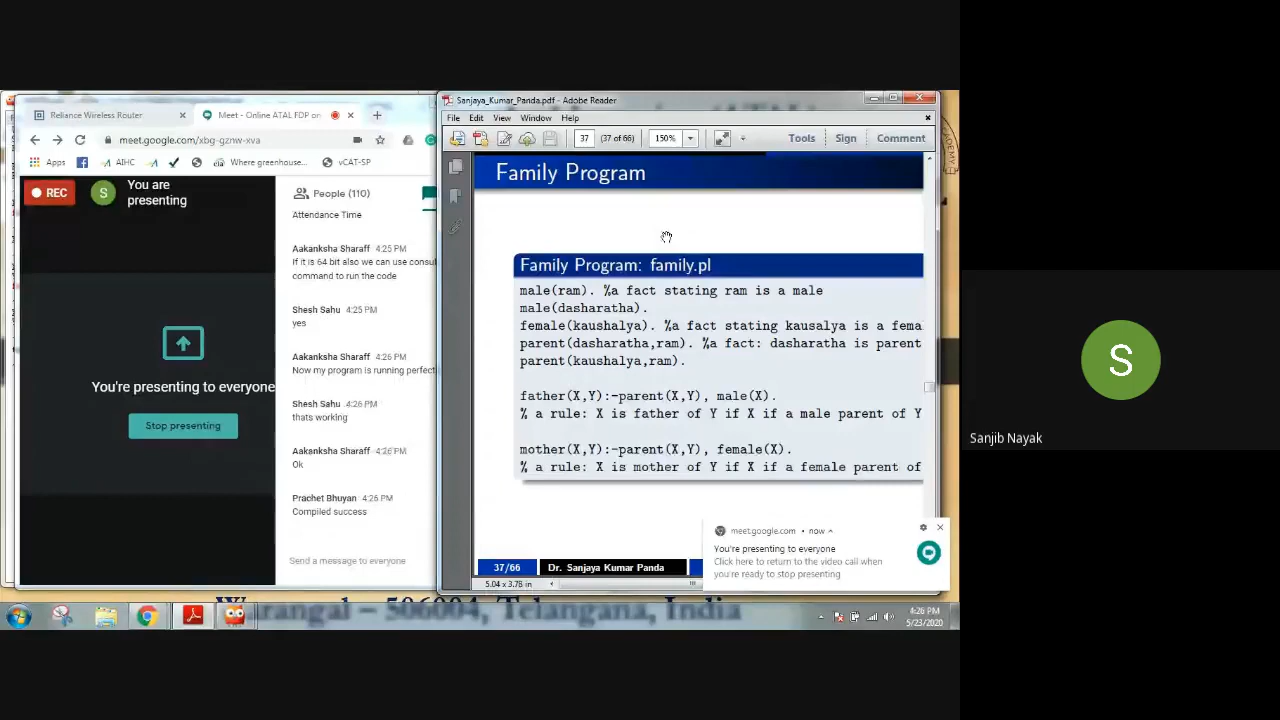 Reliance Wireless Router
Meet - Online ATAL FDP on
meet.google.com/xbg-gznw-xva
Apps
AIHC
Where greenhouse...
vCAT-SP
REC
S
You are
presenting
People (110)
Attendance Time
Aakanksha Sharaff 4:25 PM
If it is 64 bit also we can use consul
command to run the code
Shesh Sahu 4:25 PM
yes
Aakanksha Sharaff 4:26 PM
Now my program is running perfect
Shesh Sahu 4:26 PM
thats working
Aakanksha Sharaff 4:26 PM
Ok
Prachet Bhuyan 4:26 PM
Compiled success
Send a message to everyone
You're presenting to everyone
Stop presenting
Sanjaya_Kumar_Panda.pdf - Adobe Reader
File Edit View Window Help
37 (37 of 66) 150% Tools Sign Comment
Family Program
Family Program: family.pl
male(ram). %a fact stating ram is a male
male(dasharatha).
female(kaushalya). %a fact stating kausalya is a fema
parent(dasharatha,ram). %a fact: dasharatha is parent
parent(kaushalya,ram).
father(X,Y):-parent(X,Y), male(X).
% a rule: X is father of Y if X if a male parent of Y
mother(X,Y):-parent(X,Y), female(X).
% a rule: X is mother of Y if X if a female parent of
37/66 Dr. Sanjaya Kumar Panda
5.04 x 3.78 in
meet.google.com • now
You're presenting to everyone
Click here to return to the video call when
you're ready to stop presenting
Warangal – 506004, Telangana, India
4:26 PM
5/23/2020
S
Sanjib Nayak